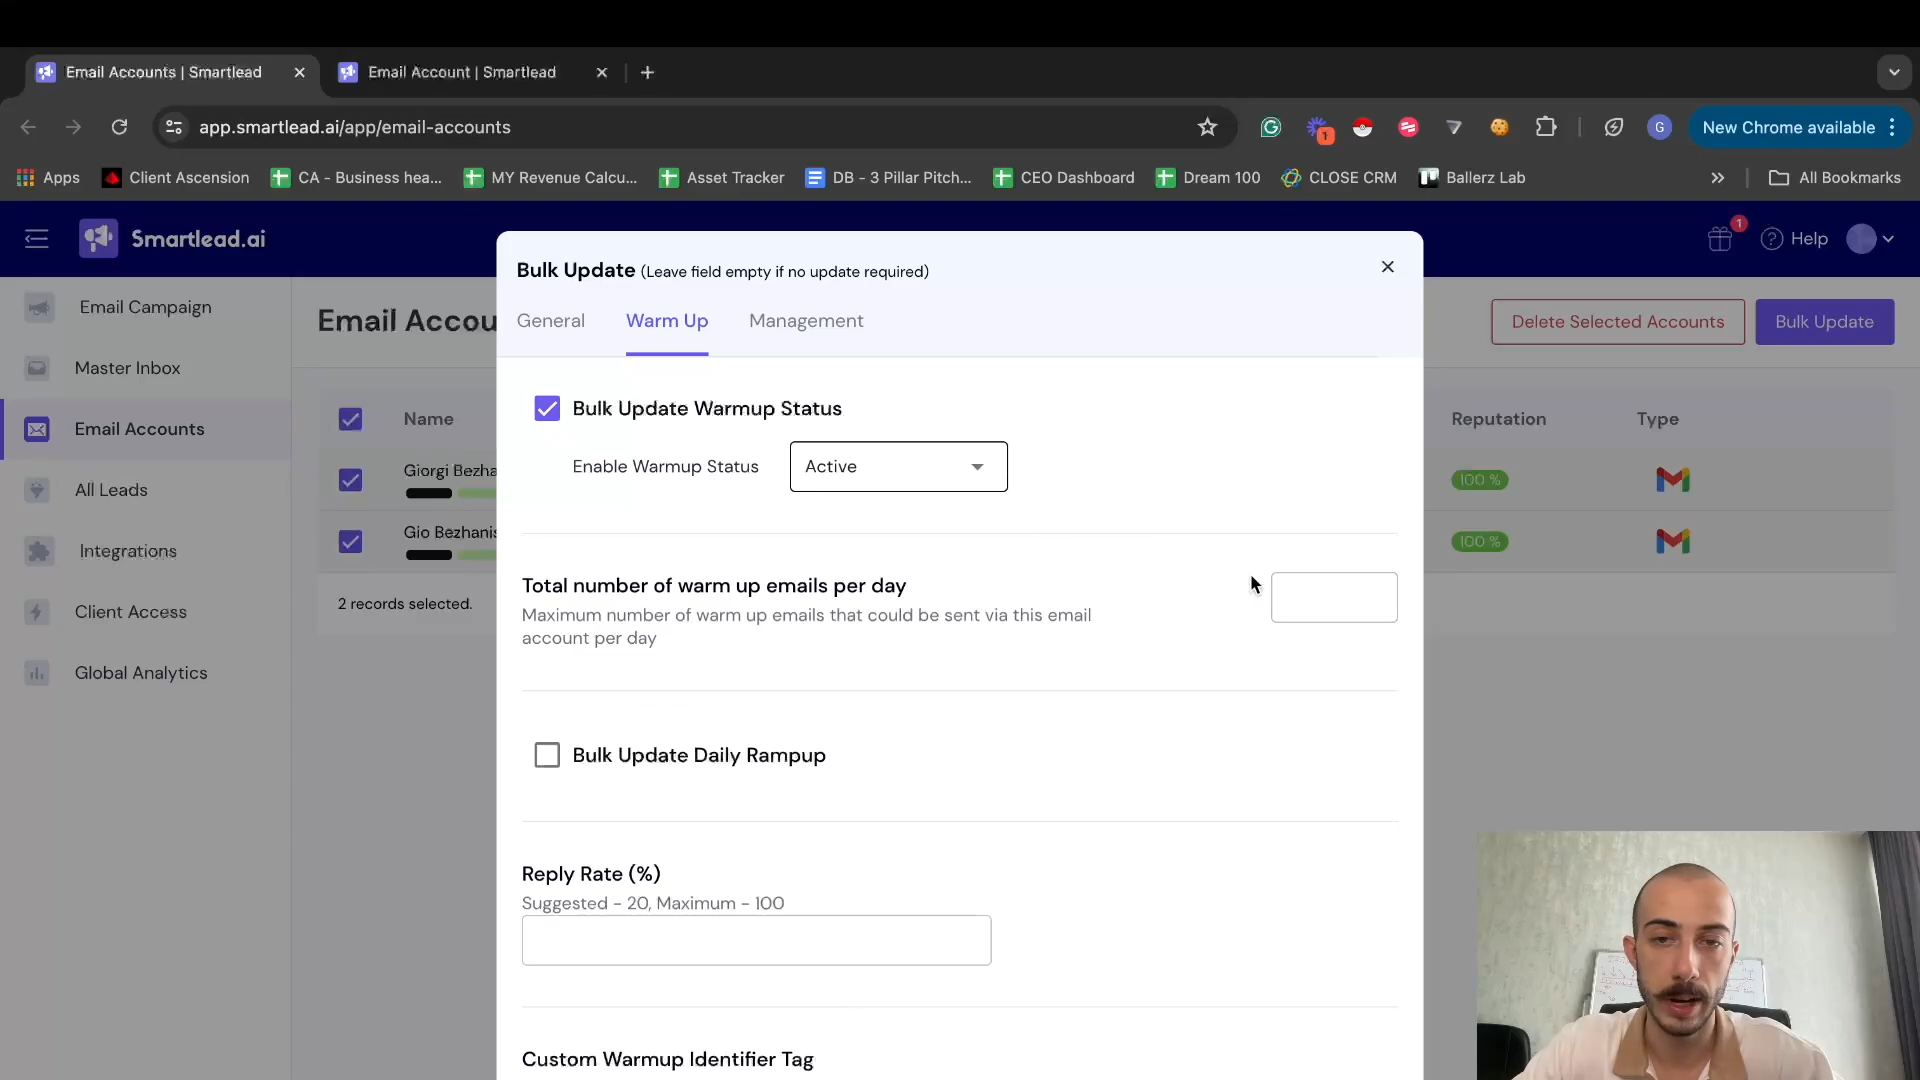 Email Accounts | Smartlead
Email Account | Smartlead
app.smartlead.ai/app/email-accounts
1
G
New Chrome available
Apps
Client Ascension
CA - Business hea...
MY Revenue Calcu...
Asset Tracker
DB - 3 Pillar Pitch...
CEO Dashboard
Dream 100
CLOSE CRM
Ballerz Lab
All Bookmarks
Smartlead.ai
1
Help
Email Campaign
Master Inbox
Email Accounts
All Leads
Integrations
Client Access
Global Analytics
Email Accou
Delete Selected Accounts
Bulk Update
Name
Reputation
Type
Giorgi Bezha
100 %
Gio Bezhanis
100 %
2 records selected.
Bulk Update (Leave field empty if no update required)
General
Warm Up
Management
Bulk Update Warmup Status
Enable Warmup Status
Active
Total number of warm up emails per day
Maximum number of warm up emails that could be sent via this email
account per day
Bulk Update Daily Rampup
Reply Rate (%)
Suggested - 20, Maximum - 100
Custom Warmup Identifier Tag